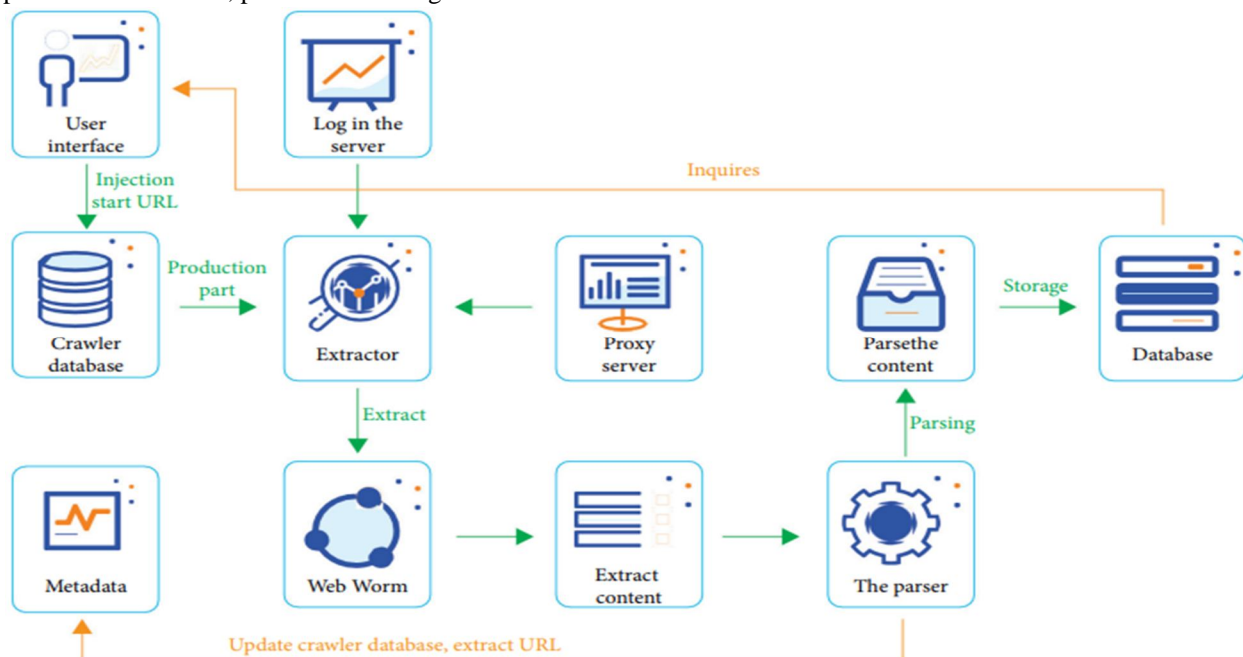 User
interface
Log in the
server
Inquires
Injection
start URL
Production
part
Crawler
database
Extractor
Proxy
server
Parsethe
content
Storage
Database
Extract
Parsing
Metadada
Web Worm
Extract
content
The parser
Update crawler database, extract URL